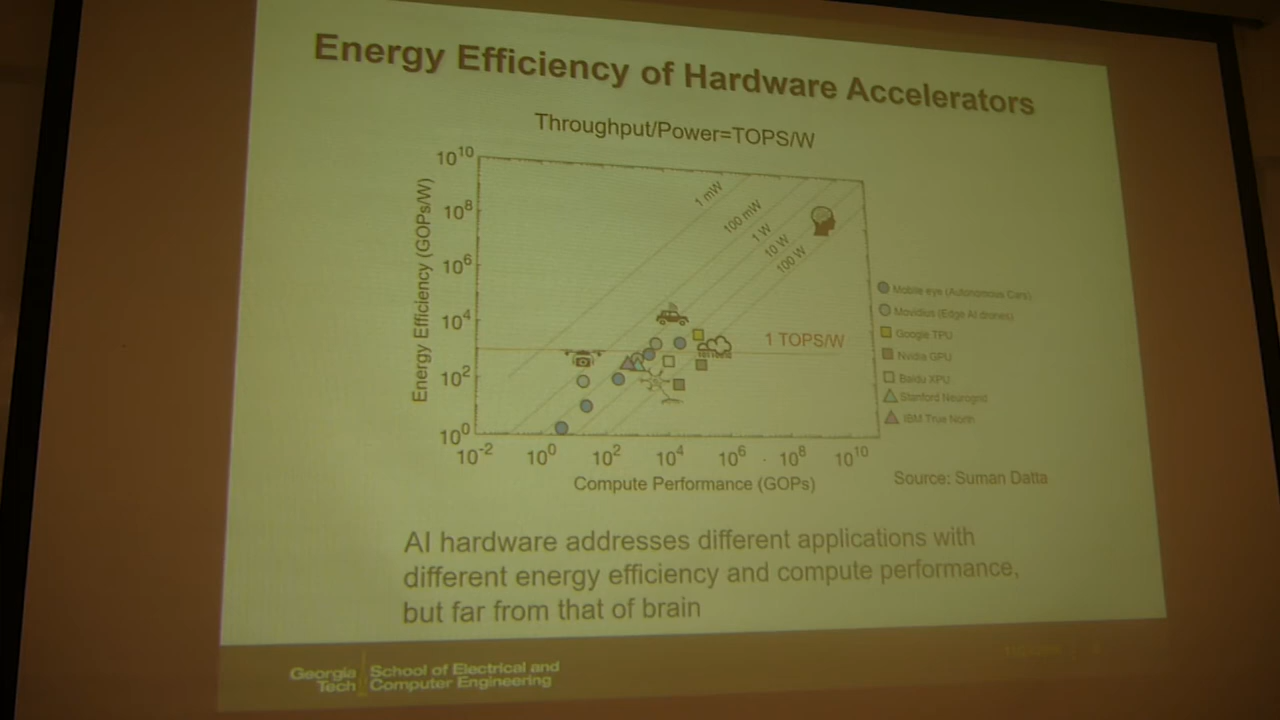 Energy Efficiency of Hardware Accelerators
Throughput/Power=TOPS/W
Energy Efficiency (GOPs/W)
10^10
10^8
10^6
10^4
10^2
10^0
1 mW
100 mW
1 W
10 W
100 W
1 TOPS/W
10^-2
10^0
10^2
10^4
10^6
10^8
10^10
Compute Performance (GOPs)
Mobile eye (Autonomous Cars)
Movidius (Edge AI drones)
Google TPU
Nvidia GPU
Baidu XPU
Stanford Neurogrid
IBM True North
Source: Suman Datta
AI hardware addresses different applications with
different energy efficiency and compute performance,
but far from that of brain
Georgia
Tech
School of Electrical and
Computer Engineering